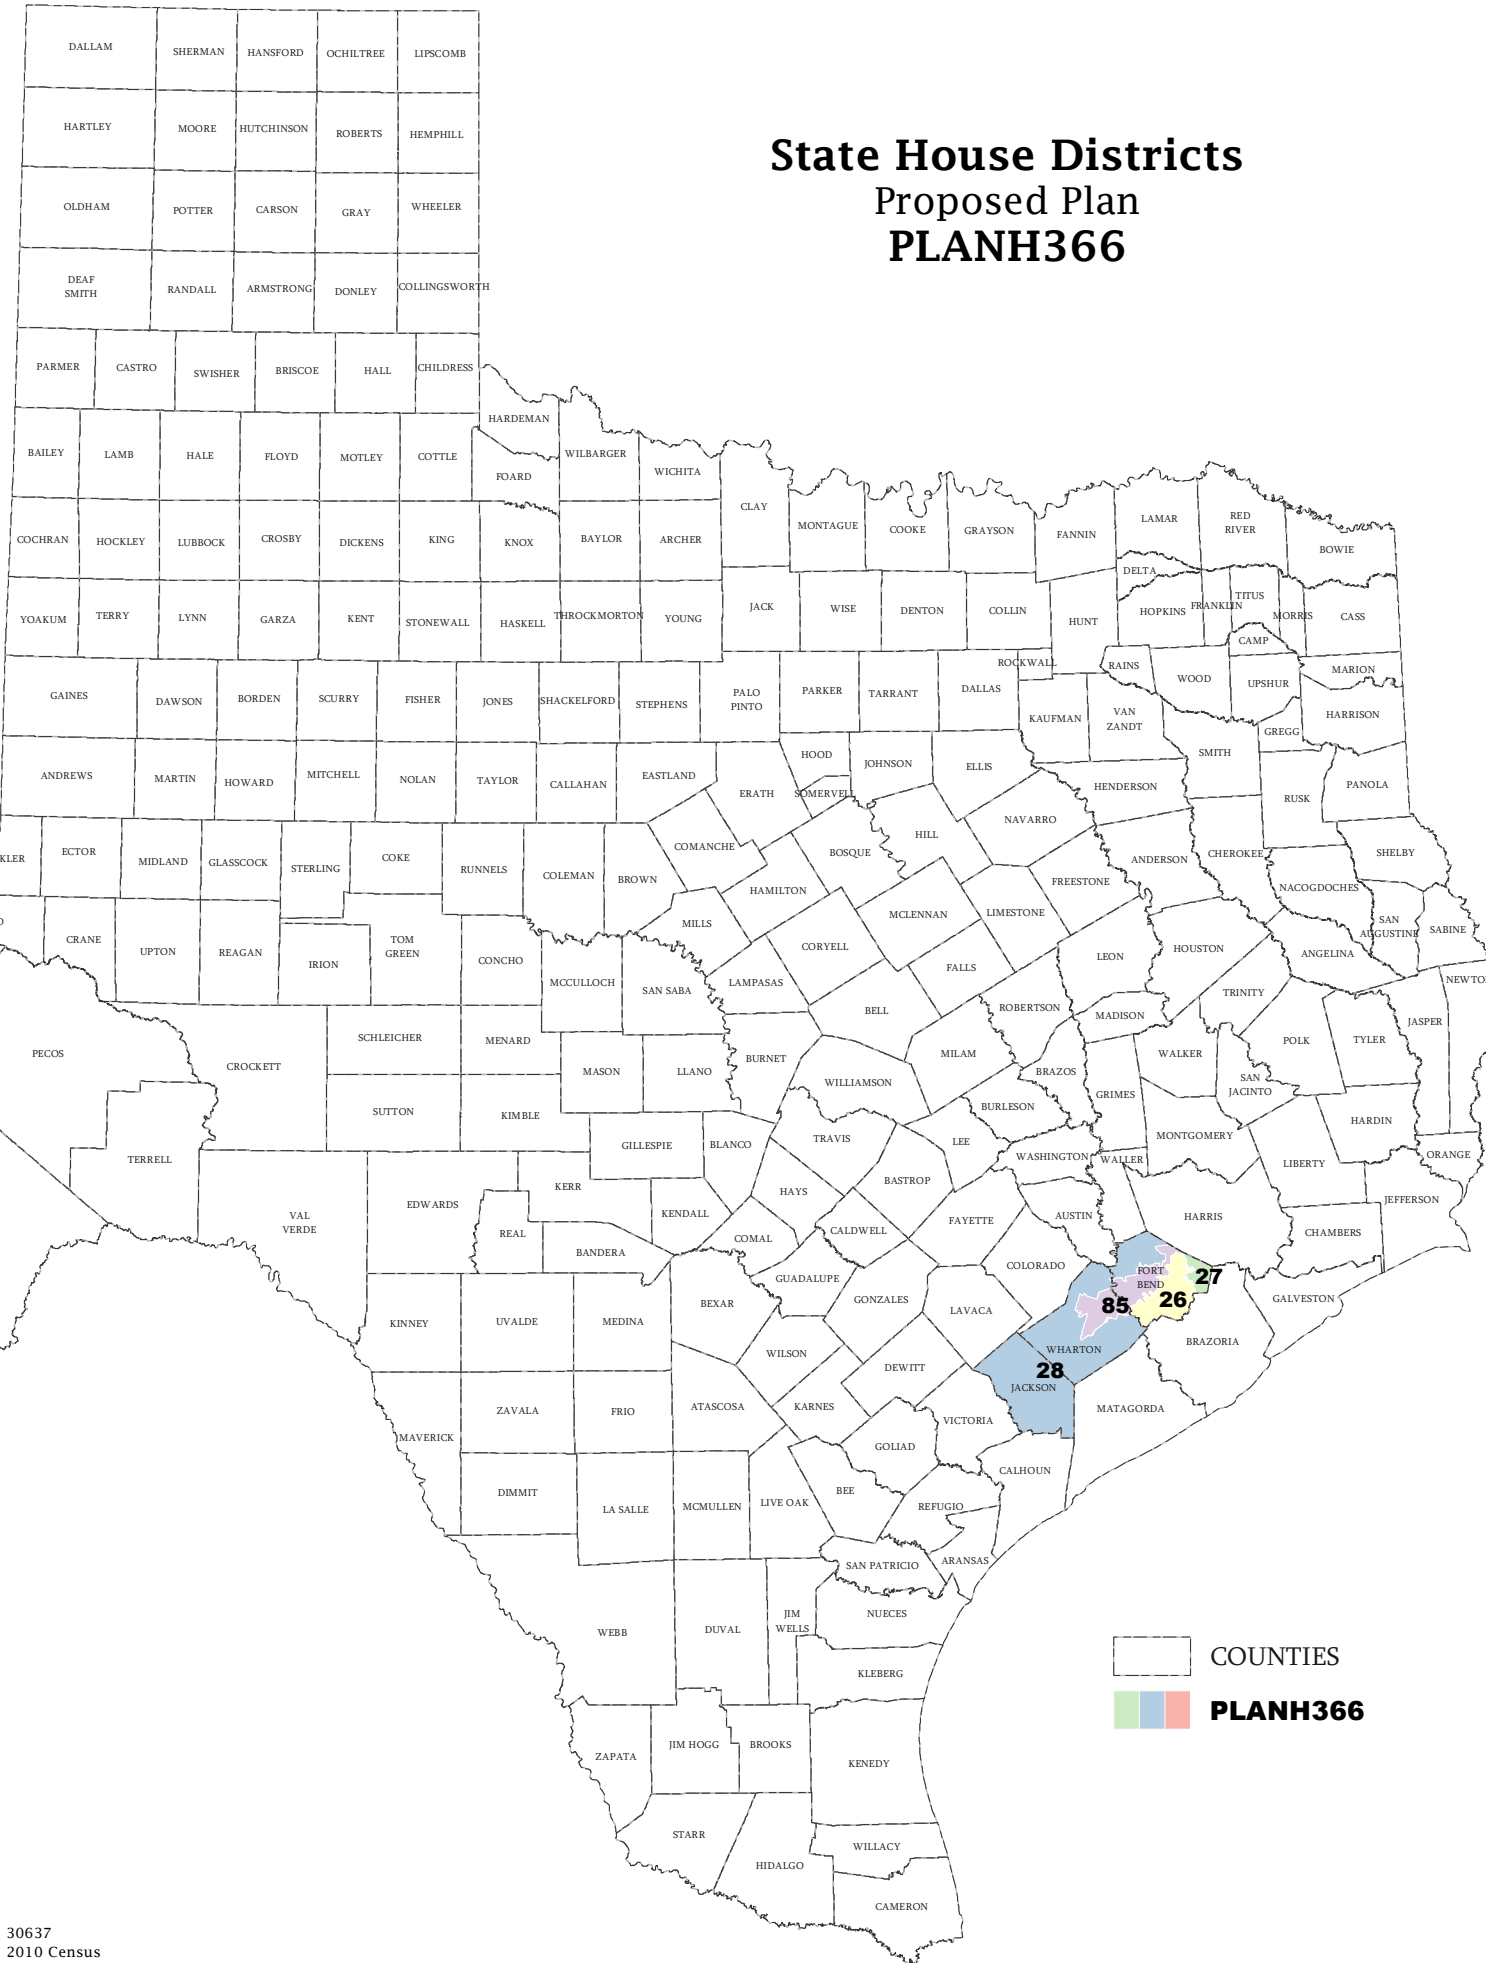 State House Districts
Proposed Plan
PLANH366
DALLAM
SHERMAN
HANSFORD
OCHILTREE
LIPSCOMB
HARTLEY
MOORE
HUTCHINSON
ROBERTS
HEMPHILL
OLDHAM
POTTER
CARSON
GRAY
WHEELER
DEAF
SMITH
RANDALL
ARMSTRONG
DONLEY
COLLINGSWORTH
PARMER
CASTRO
SWISHER
BRISCOE
HALL
CHILDRESS
HARDEMAN
BAILEY
LAMB
HALE
FLOYD
MOTLEY
COTTLE
FOARD
WILBARGER
WICHITA
CLAY
MONTAGUE
COOKE
GRAYSON
FANNIN
LAMAR
RED
RIVER
BOWIE
COCHRAN
HOCKLEY
LUBBOCK
CROSBY
DICKENS
KING
KNOX
BAYLOR
ARCHER
DELTA
YOAKUM
TERRY
LYNN
GARZA
KENT
STONEWALL
HASKELL
THROCKMORTON
YOUNG
JACK
WISE
DENTON
COLLIN
HUNT
HOPKINS
FRANKLIN
TITUS
MORRIS
CASS
CAMP
ROCKWALL
RAINS
WOOD
UPSHUR
MARION
GAINES
DAWSON
BORDEN
SCURRY
FISHER
JONES
SHACKELFORD
STEPHENS
PALO
PINTO
PARKER
TARRANT
DALLAS
KAUFMAN
VAN
ZANDT
GREGG
HARRISON
SMITH
ANDREWS
MARTIN
HOWARD
MITCHELL
NOLAN
TAYLOR
CALLAHAN
EASTLAND
ERATH
HOOD
SOMERVELL
JOHNSON
ELLIS
HENDERSON
RUSK
PANOLA
KLER
ECTOR
MIDLAND
GLASSCOCK
STERLING
COKE
RUNNELS
COLEMAN
BROWN
COMANCHE
BOSQUE
HILL
NAVARRO
ANDERSON
CHEROKEE
SHELBY
NACOGDOCHES
HAMILTON
FREESTONE
MILLS
MCLENNAN
LIMESTONE
SAN
AUGUSTINE
SABINE
O
CRANE
UPTON
REAGAN
IRION
TOM
GREEN
CONCHO
MCCULLOCH
SAN SABA
LAMPASAS
CORYELL
FALLS
LEON
HOUSTON
ANGELINA
NEWTO
BELL
ROBERTSON
MADISON
TRINITY
PECOS
CROCKETT
SCHLEICHER
MENARD
MASON
LLANO
BURNET
WILLIAMSON
MILAM
BRAZOS
GRIMES
WALKER
SAN
JACINTO
POLK
TYLER
JASPER
SUTTON
KIMBLE
GILLESPIE
BLANCO
TRAVIS
LEE
BURLESON
WASHINGTON
WALLER
MONTGOMERY
HARDIN
LIBERTY
ORANGE
TERRELL
VAL
VERDE
EDWARDS
KERR
REAL
BANDERA
KENDALL
HAYS
COMAL
CALDWELL
BASTROP
FAYETTE
AUSTIN
HARRIS
CHAMBERS
JEFFERSON
GUADALUPE
COLORADO
FORT
BEND
27
85
26
GALVESTON
KINNEY
UVALDE
MEDINA
BEXAR
GONZALES
LAVACA
WILSON
DEWITT
WHARTON
28
JACKSON
BRAZORIA
ZAVALA
FRIO
ATASCOSA
KARNES
VICTORIA
MATAGORDA
MAVERICK
GOLIAD
CALHOUN
DIMMIT
LA SALLE
MCMULLEN
LIVE OAK
BEE
REFUGIO
SAN PATRICIO
ARANSAS
WEBB
DUVAL
JIM
WELLS
NUECES
KLEBERG
ZAPATA
JIM HOGG
BROOKS
KENEDY
STARR
HIDALGO
WILLACY
CAMERON
COUNTIES
PLANH366
30637
2010 Census